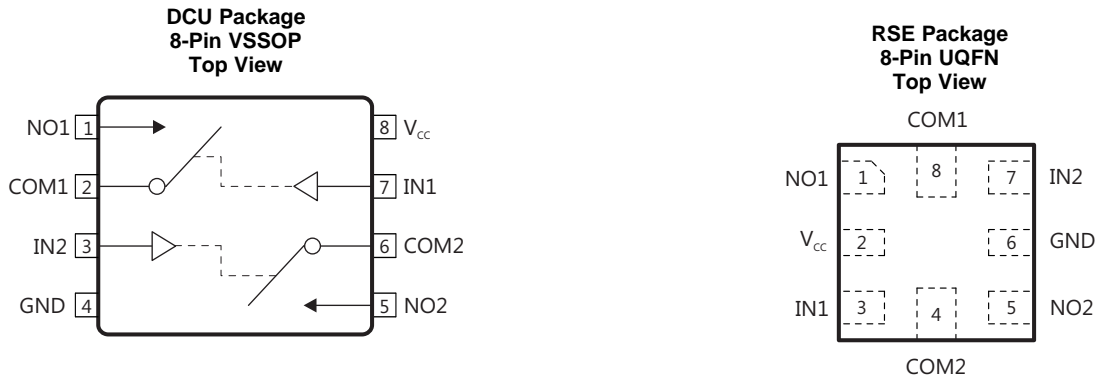 DCU Package
8-Pin VSSOP
Top View
NO1 1
8 Vcc
COM1 2
7 IN1
IN2 3
6 COM2
GND 4
5 NO2
RSE Package
8-Pin UQFN
Top View
COM1
NO1 1 8 7 IN2
Vcc 2 6 GND
IN1 3 4 5 NO2
COM2